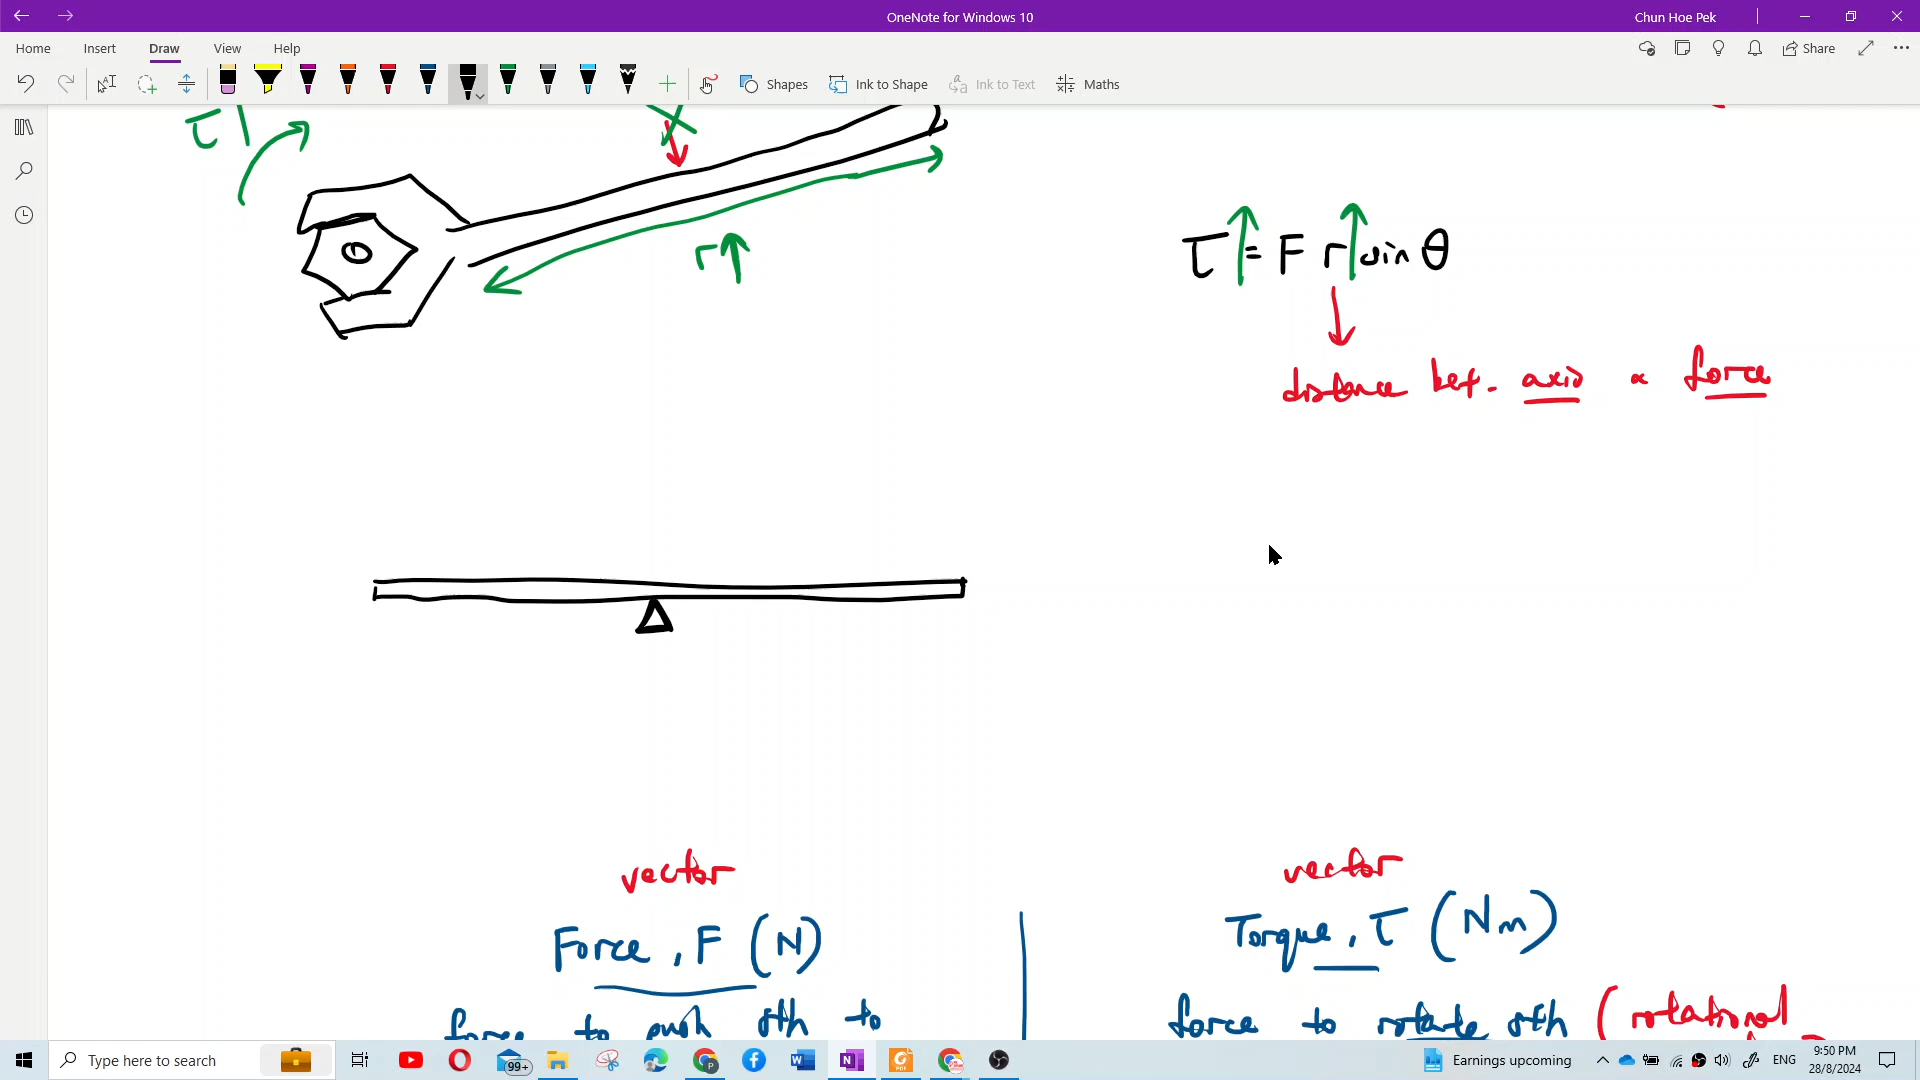 OneNote for Windows 10
Chun Hoe Pek
Home Insert Draw View Help
Share
Shapes Ink to Shape Ink to Text Maths
τ
r
τ = F r sin θ
distance bet. axis & force
vector
vector
Force, F (N)
Torque, τ (Nm)
force to push sth to
force to rotate sth (rotational
Type here to search
99+
Earnings upcoming
ENG
9:50 PM
28/8/2024